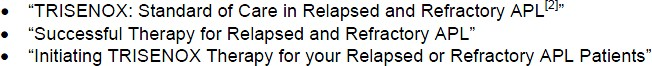 • “TRISENOX: Standard of Care in Relapsed and Refractory APL[2]”
• “Successful Therapy for Relapsed and Refractory APL”
• “Initiating TRISENOX Therapy for your Relapsed or Refractory APL Patients”